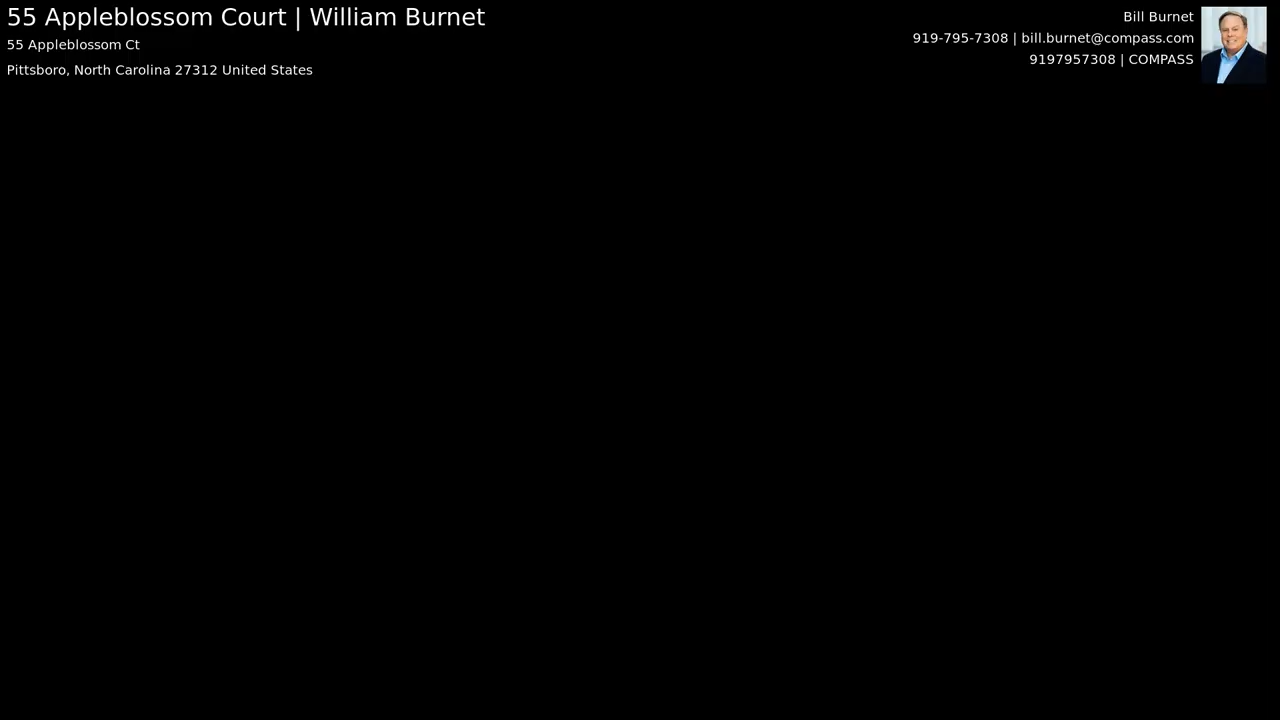 55 Appleblossom Court | William Burnet
55 Appleblossom Ct
Pittsboro, North Carolina 27312 United States
Bill Burnet
919-795-7308 | bill.burnet@compass.com
9197957308 | COMPASS